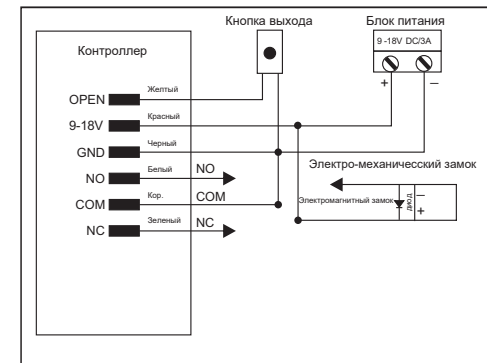 Кнопка выхода
Блок питания
9 -18V DC/3A
+ –
Контроллер
OPEN Желтый
9-18V Красный
GND Черный
NO Белый NO
COM Кор. COM
NC Зеленый NC
Электро-механичесский замок
Электромагнитный замок
диод
–
+